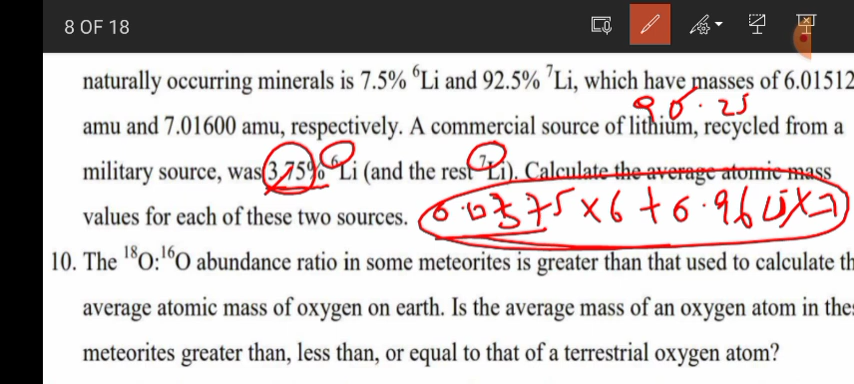 8 OF 18
naturally occurring minerals is 7.5% ⁶Li and 92.5% ⁷Li, which have masses of 6.01512
amu and 7.01600 amu, respectively. A commercial source of lithium, recycled from a
military source, was 3.75% ⁶Li (and the rest ⁷Li). Calculate the average atomic mass
values for each of these two sources.
10. The ¹⁸O:¹⁶O abundance ratio in some meteorites is greater than that used to calculate th
average atomic mass of oxygen on earth. Is the average mass of an oxygen atom in the
meteorites greater than, less than, or equal to that of a terrestrial oxygen atom?